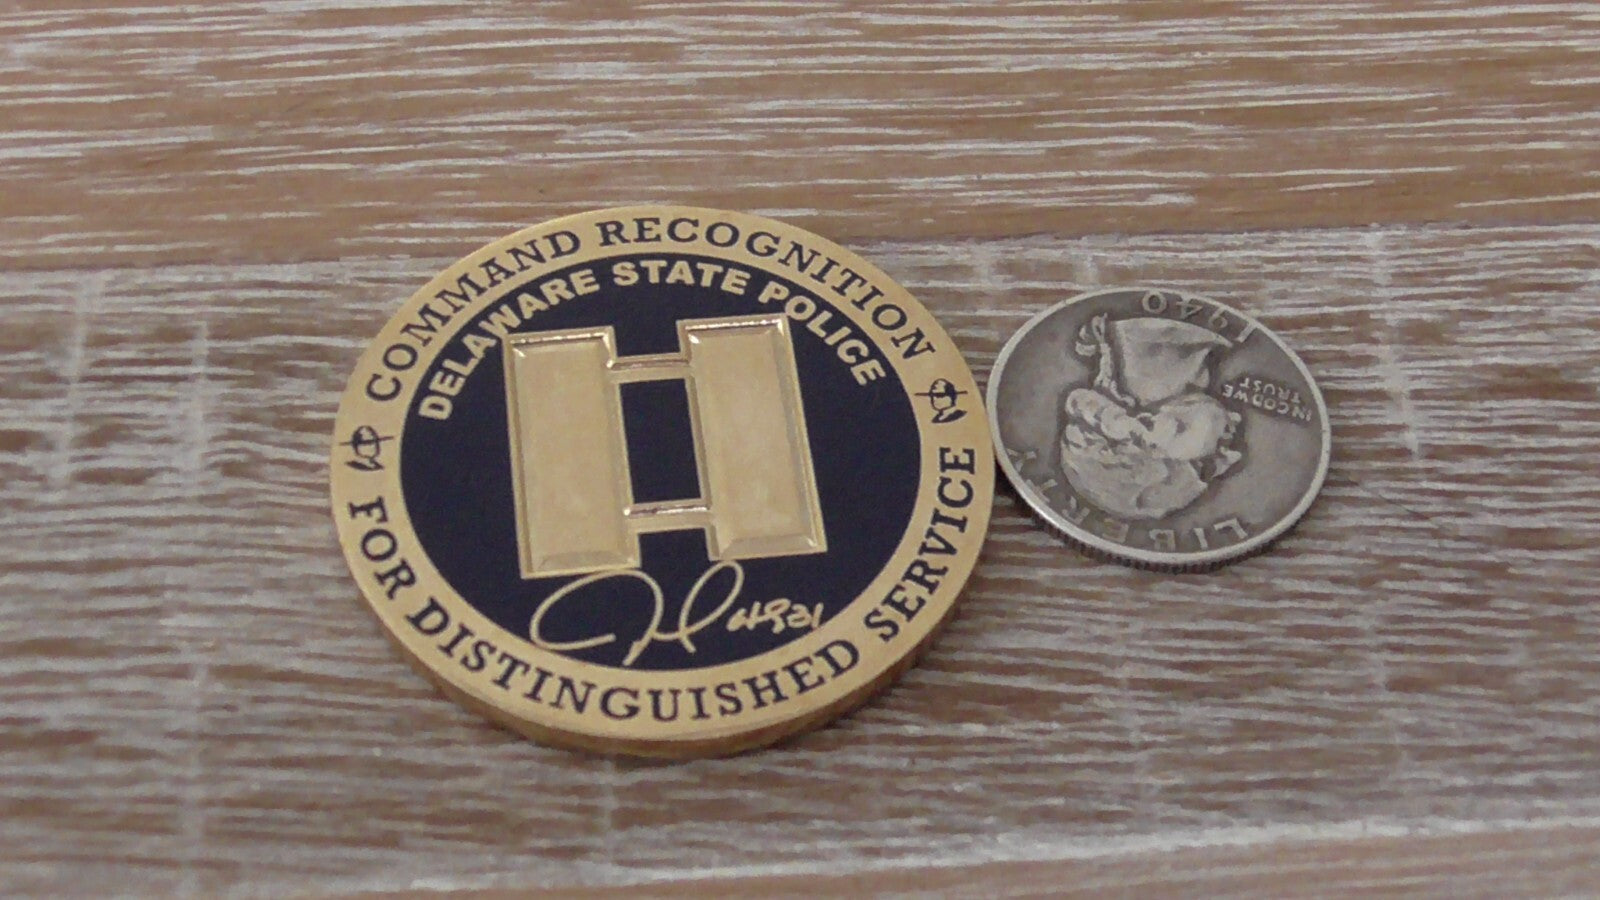 COMMAND RECOGNITION
DELAWARE STATE POLICE
FOR DISTINGUISHED SERVICE
1940
IN GOD WE
TRUST
LIBERTY